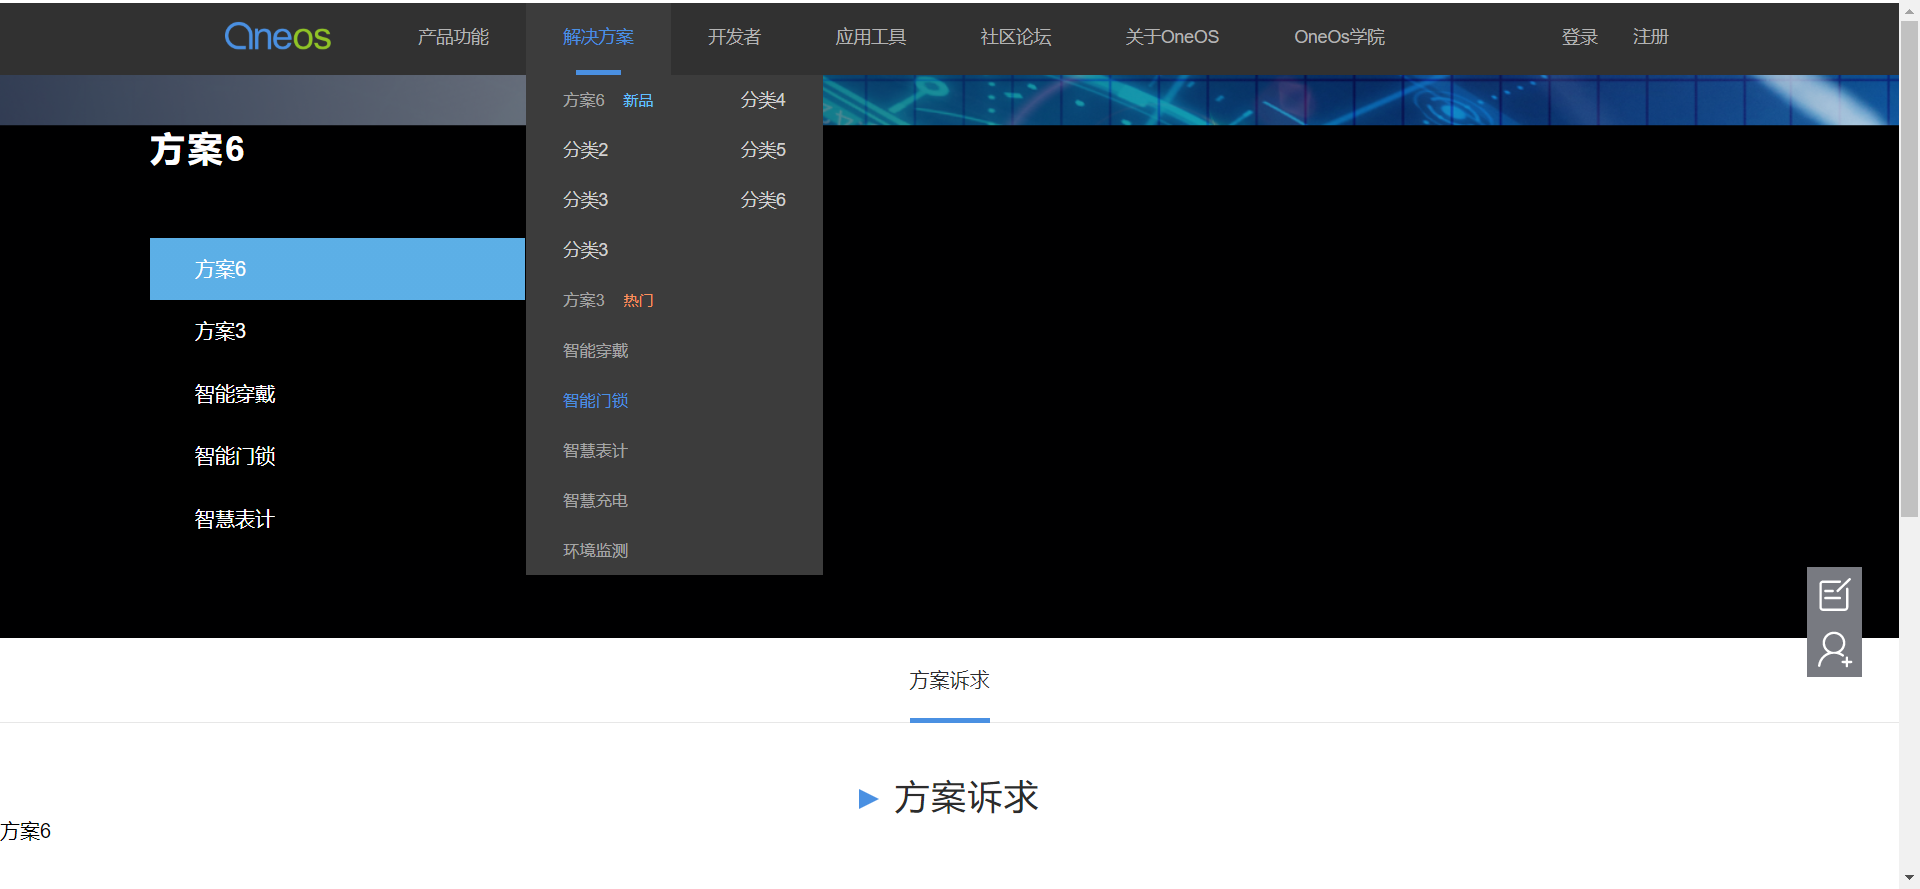 Oneos 产品功能 解决方案 开发者 应用工具 社区论坛 关于OneOS OneOs学院 登录 注册
方案6 新品 分类4
分类2 分类5
分类3 分类6
分类3
方案3 热门
智能穿戴
智能门锁
智慧表计
智慧充电
环境监测
方案6
方案6
方案3
智能穿戴
智能门锁
智慧表计
方案诉求
方案诉求
方案6